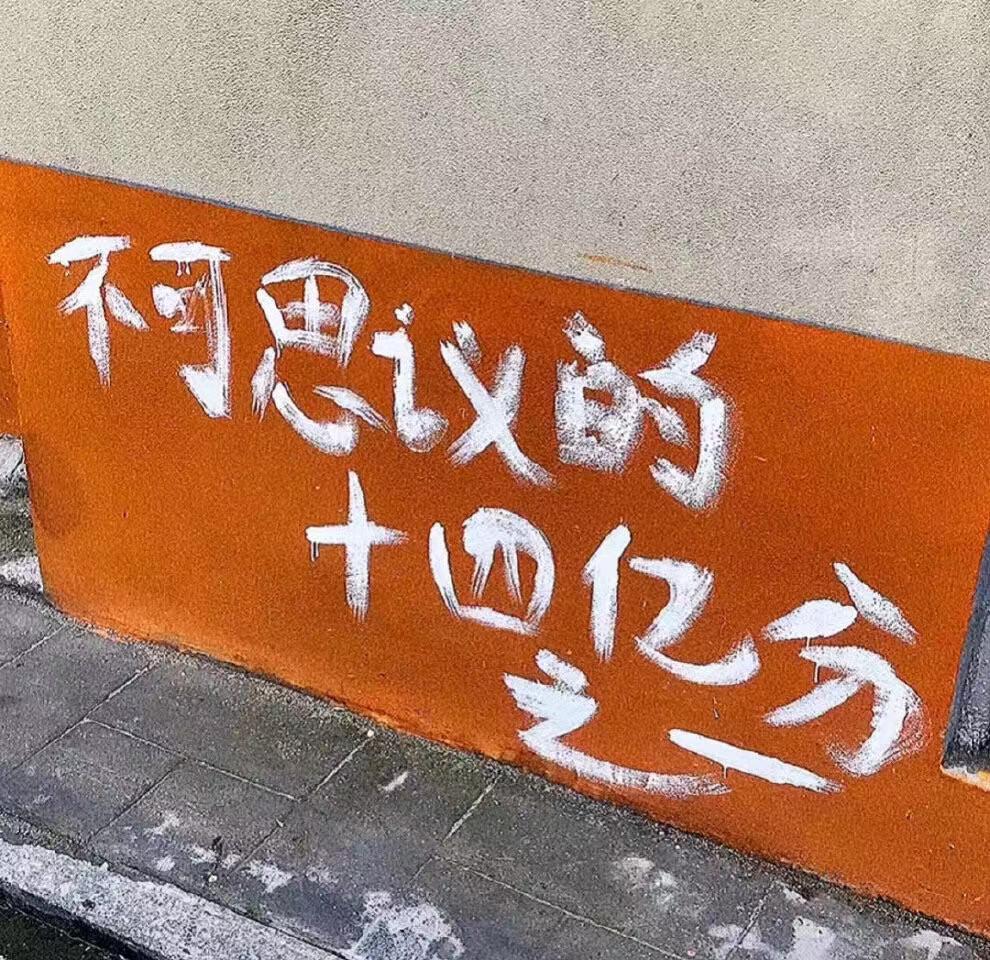 不可思议的
十四亿分
之一